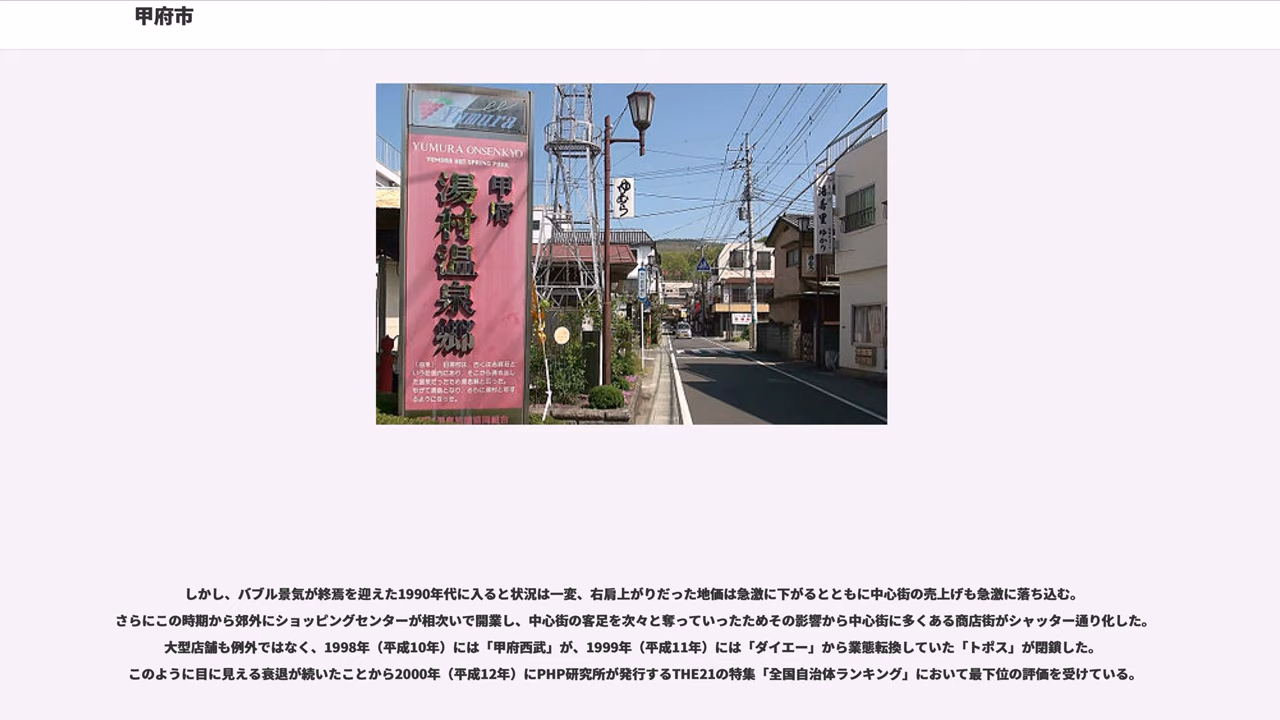 甲府市
Yumura
YUMURA ONSENKYO
YUMURA HOT SPRING PARK
甲府
湯村温泉郷
ゆむら
しかし、バブル景気が終焉を迎えた1990年代に入ると状況は一変、右肩上がりだった地価は急激に下がるとともに中心街の売上げも急激に落ち込む。
さらにこの時期から郊外にショッピングセンターが相次いで開業し、中心街の客足を次々と奪っていったためその影響から中心街に多くある商店街がシャッター通り化した。
大型店舗も例外ではなく、1998年（平成10年）には「甲府西武」が、1999年（平成11年）には「ダイエー」から業態転換していた「トポス」が閉鎖した。
このように目に見える衰退が続いたことから2000年（平成12年）にPHP研究所が発行するTHE21の特集「全国自治体ランキング」において最下位の評価を受けている。